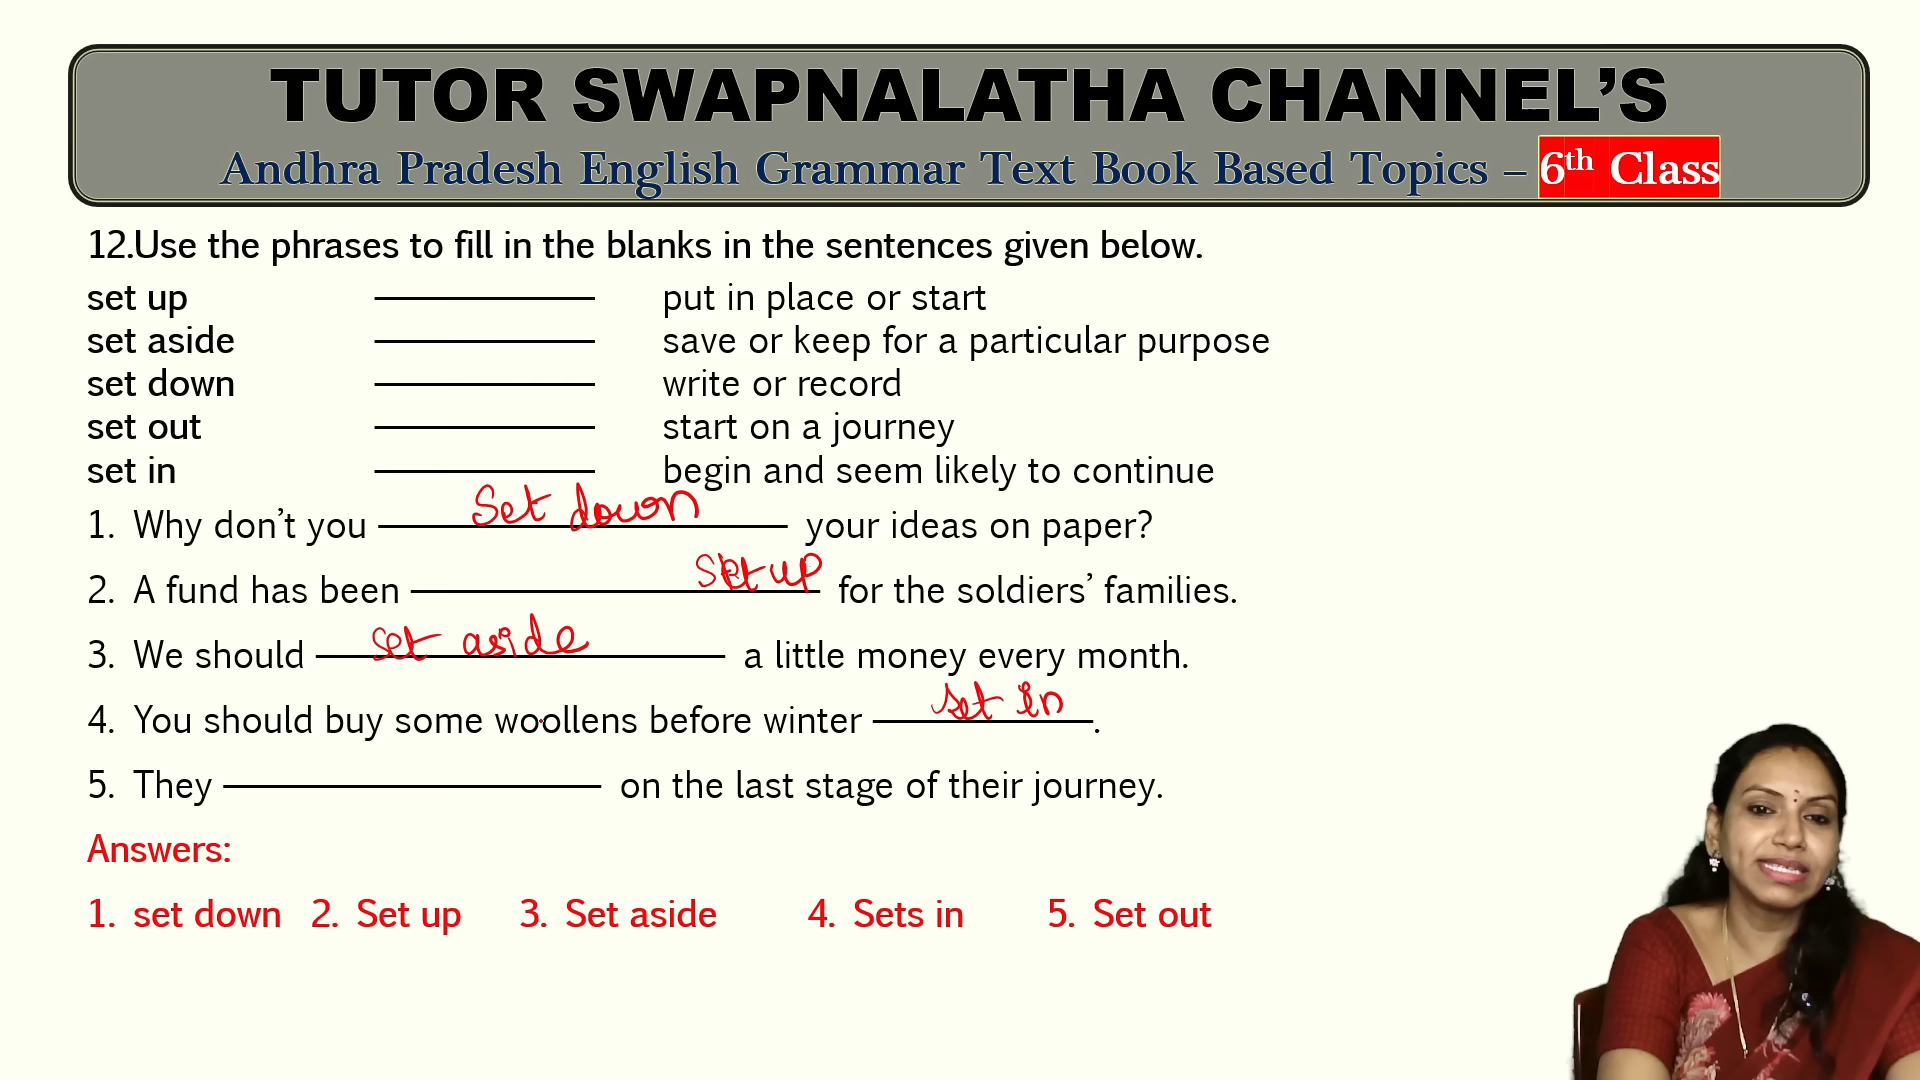 TUTOR SWAPNALATHA CHANNEL’S
Andhra Pradesh English Grammar Text Book Based Topics – 6th Class
12.Use the phrases to fill in the blanks in the sentences given below.
set up ———— put in place or start
set aside ———— save or keep for a particular purpose
set down ———— write or record
set out ———— start on a journey
set in ———— begin and seem likely to continue
1. Why don’t you Set down your ideas on paper?
2. A fund has been Set up for the soldiers’ families.
3. We should set aside a little money every month.
4. You should buy some woollens before winter set in.
5. They ———— on the last stage of their journey.
Answers:
1. set down 2. Set up 3. Set aside 4. Sets in 5. Set out